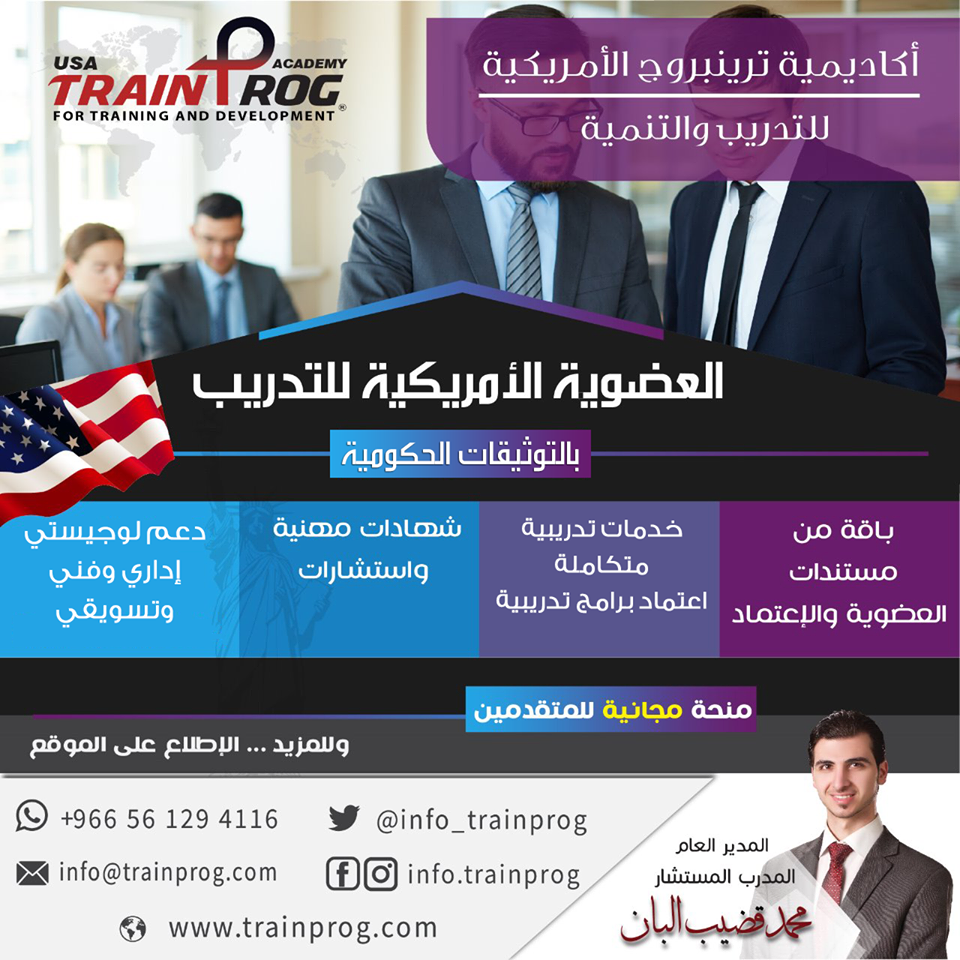 USA ACADEMY
TRAINPROG®
FOR TRAINING AND DEVELOPMENT
أكاديمية ترينبروج الأمريكية
للتدريب والتنمية
العضوية الأمريكية للتدريب
بالتوثيقات الحكومية
باقة من
مستندات
العضوية والإعتماد
خدمات تدريبية
متكاملة
اعتماد برامج تدريبية
شهادات مهنية
واستشارات
دعم لوجيستي
إداري وفني
وتسويقي
منحة مجانية للمتقدمين
وللمزيد ... الإطلاع على الموقع
+966 56 129 4116
@info_trainprog
info@trainprog.com
info.trainprog
www.trainprog.com
المدير العام
المدرب المستشار
محمد قضيب البان